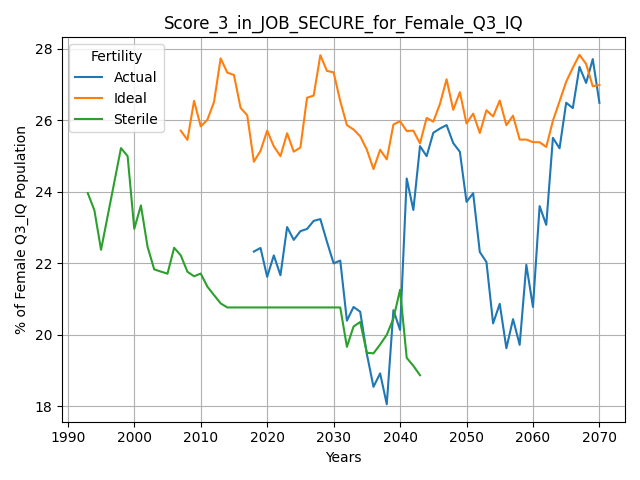 Score_3_in_JOB_SECURE_for_Female_Q3_IQ
Fertility
Actual
Ideal
Sterile
% of Female Q3_IQ Population
28
26
24
22
20
18
1990 2000 2010 2020 2030 2040 2050 2060 2070
Years